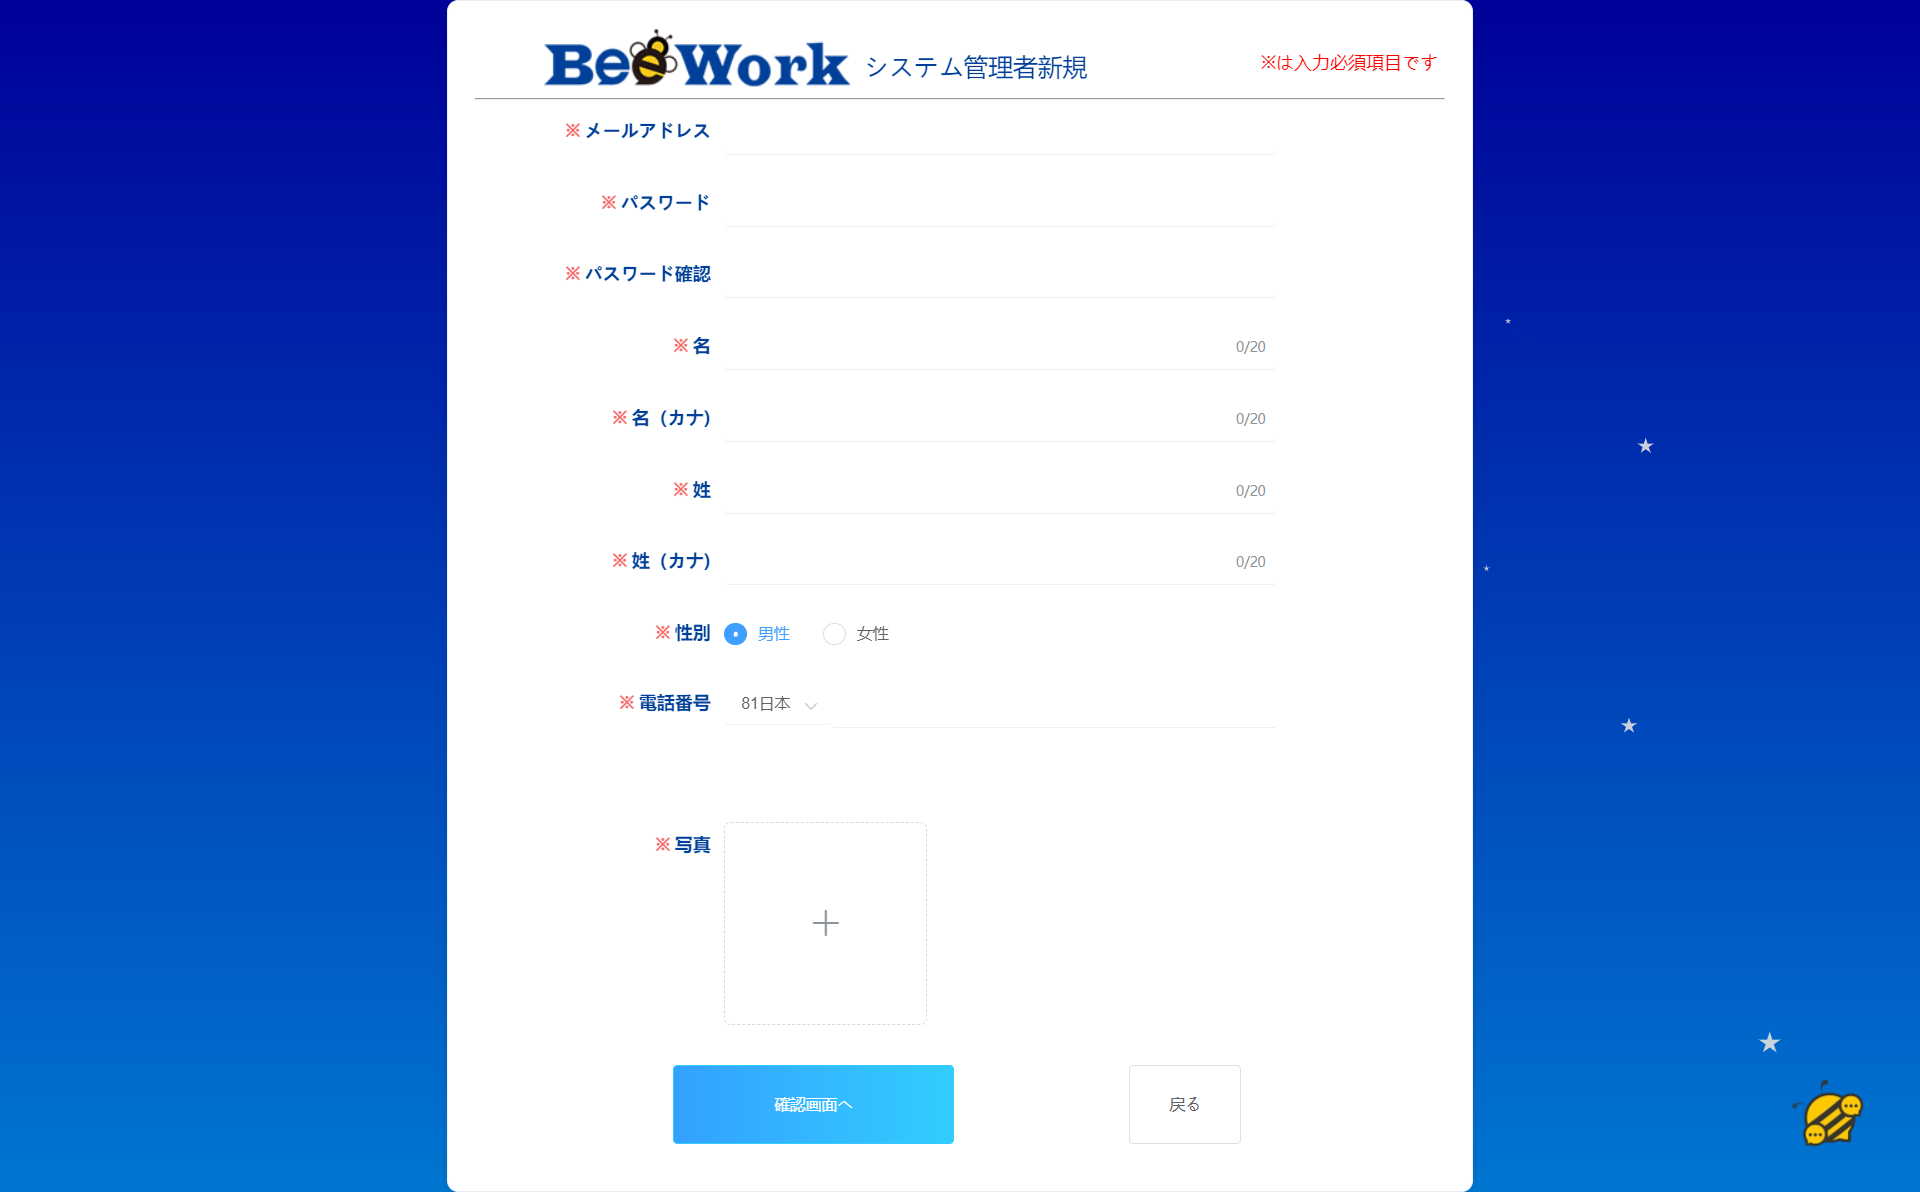 BeeWork システム管理者新規 ※は入力必須項目です
※ メールアドレス
※ パスワード
※ パスワード確認
※ 名 0/20
※ 名（カナ） 0/20
※ 姓 0/20
※ 姓（カナ） 0/20
※ 性別 男性 女性
※ 電話番号 81日本
※ 写真
確認画面へ 戻る